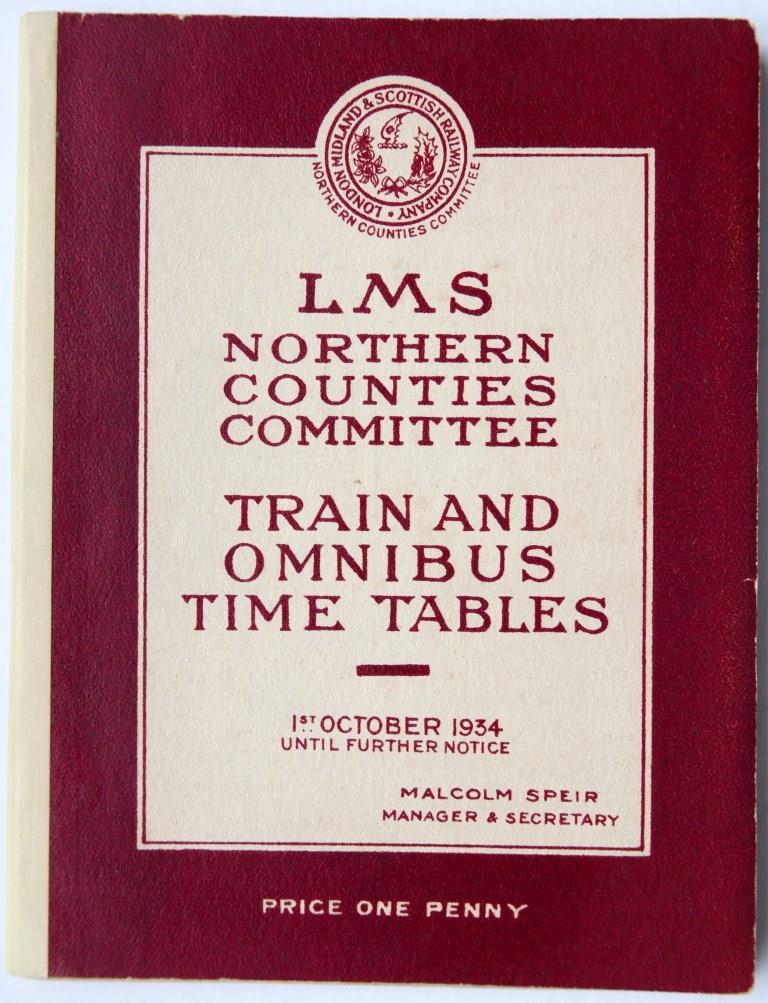 LONDON MIDLAND & SCOTTISH RAILWAY COMPANY •
NORTHERN COUNTIES COMMITTEE
LMS
NORTHERN
COUNTIES
COMMITTEE
TRAIN AND
OMNIBUS
TIME TABLES
1ST OCTOBER 1934
UNTIL FURTHER NOTICE
MALCOLM SPEIR
MANAGER & SECRETARY
PRICE ONE PENNY